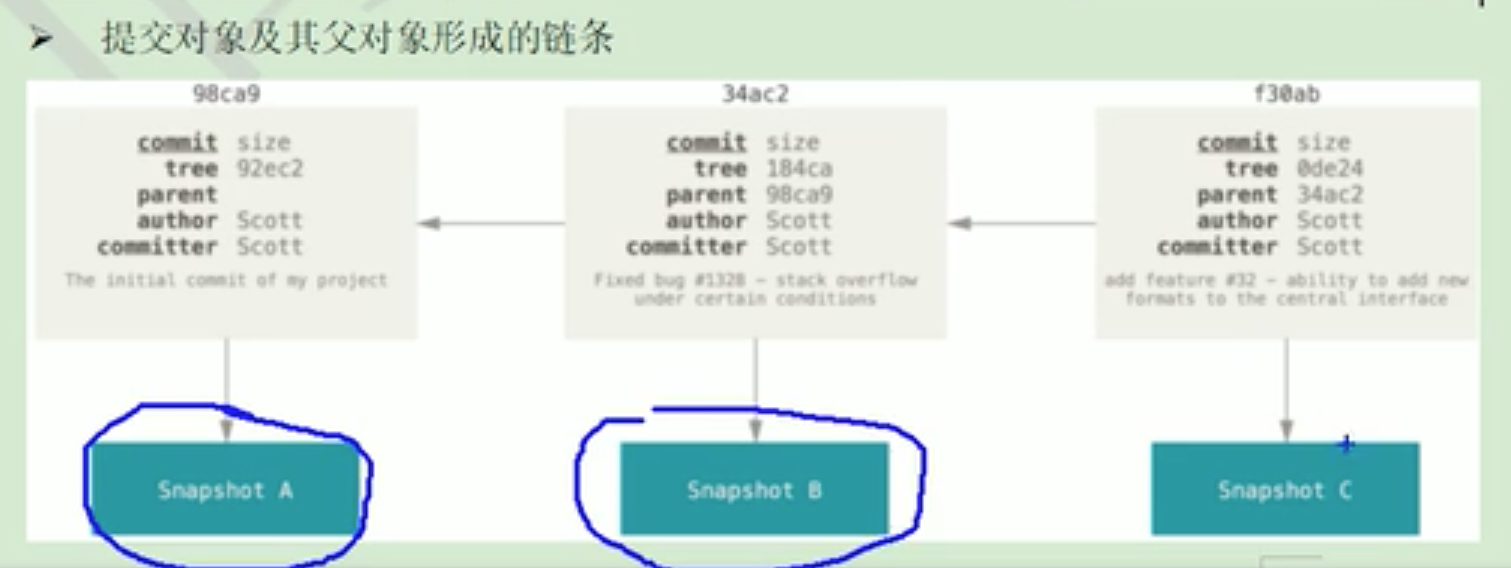 提交对象及其父对象形成的链条
98ca9
commit size
tree 92ec2
parent
author Scott
committer Scott
The initial commit of my project
Snapshot A
34ac2
commit size
tree 184ca
parent 98ca9
author Scott
committer Scott
Fixed bug #1328 – stack overflow
under certain conditions
Snapshot B
f30ab
commit size
tree 0de24
parent 34ac2
author Scott
committer Scott
add feature #32 – ability to add new
formats to the central interface
Snapshot C